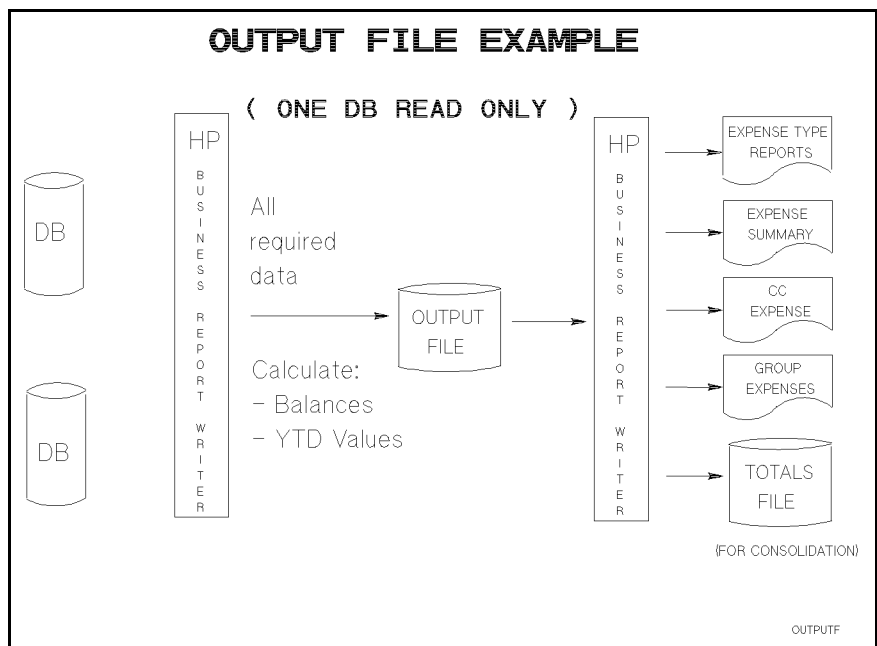 OUTPUT FILE EXAMPLE
( ONE DB READ ONLY )
DB
DB
HP
BUSINESS REPORT WRITER
All
required
data
Calculate:
- Balances
- YTD Values
OUTPUT
FILE
HP
BUSINESS REPORT WRITER
EXPENSE TYPE
REPORTS
EXPENSE
SUMMARY
CC
EXPENSE
GROUP
EXPENSES
TOTALS
FILE
(FOR CONSOLIDATION)
OUTPUTF